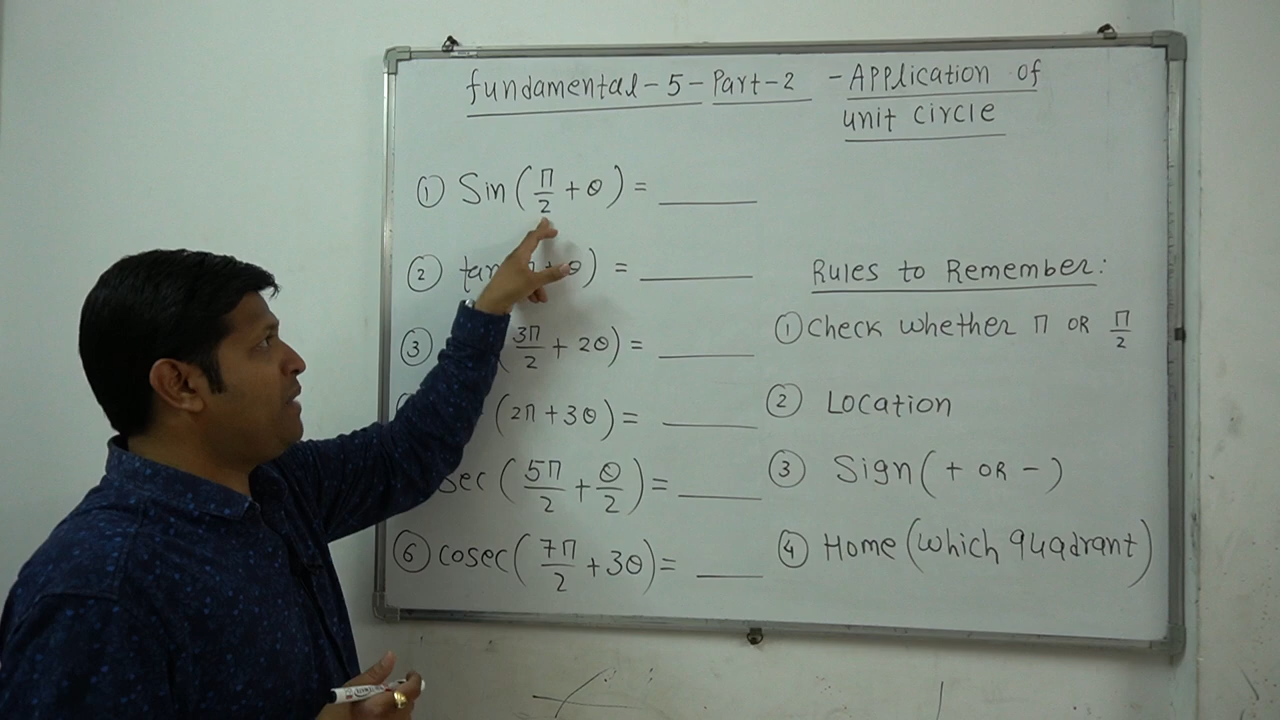 fundamental-5-Part-2 - Application of
unit circle
① Sin(π/2 + θ) = ______
② tan + θ) = ______
③ (3π/2 + 2θ) = ______
(2π + 3θ) = ______
sec(5π/2 + θ/2) = ______
⑥ cosec(7π/2 + 3θ) = ____
Rules to Remember:
① Check whether π OR π/2
② Location
③ Sign (+ OR -)
④ Home (which quadrant)